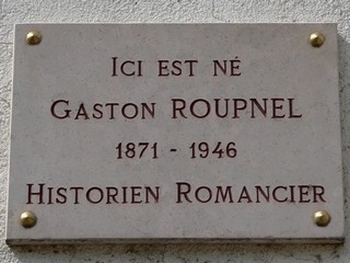 Ici est né
Gaston ROUPNEL
1871 - 1946
Historien Romancier